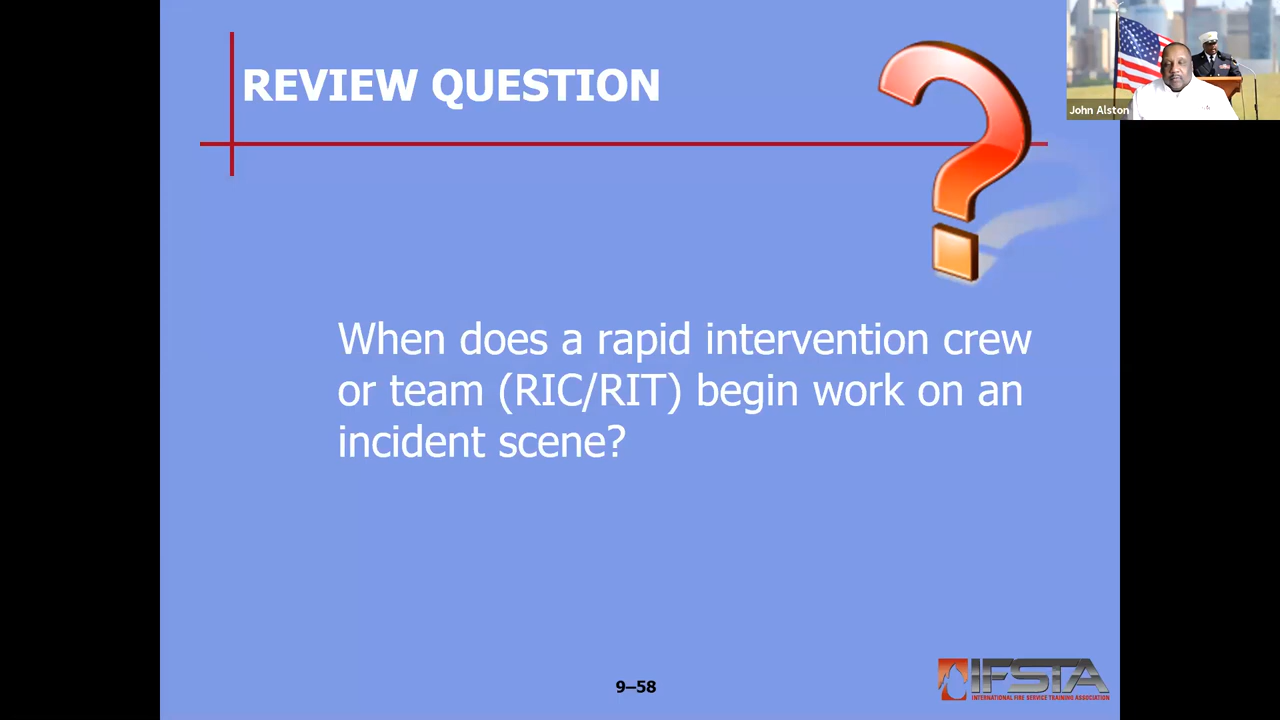 REVIEW QUESTION
John Alston
When does a rapid intervention crew
or team (RIC/RIT) begin work on an
incident scene?
9–58
IFSTA
INTERNATIONAL FIRE SERVICE TRAINING ASSOCIATION